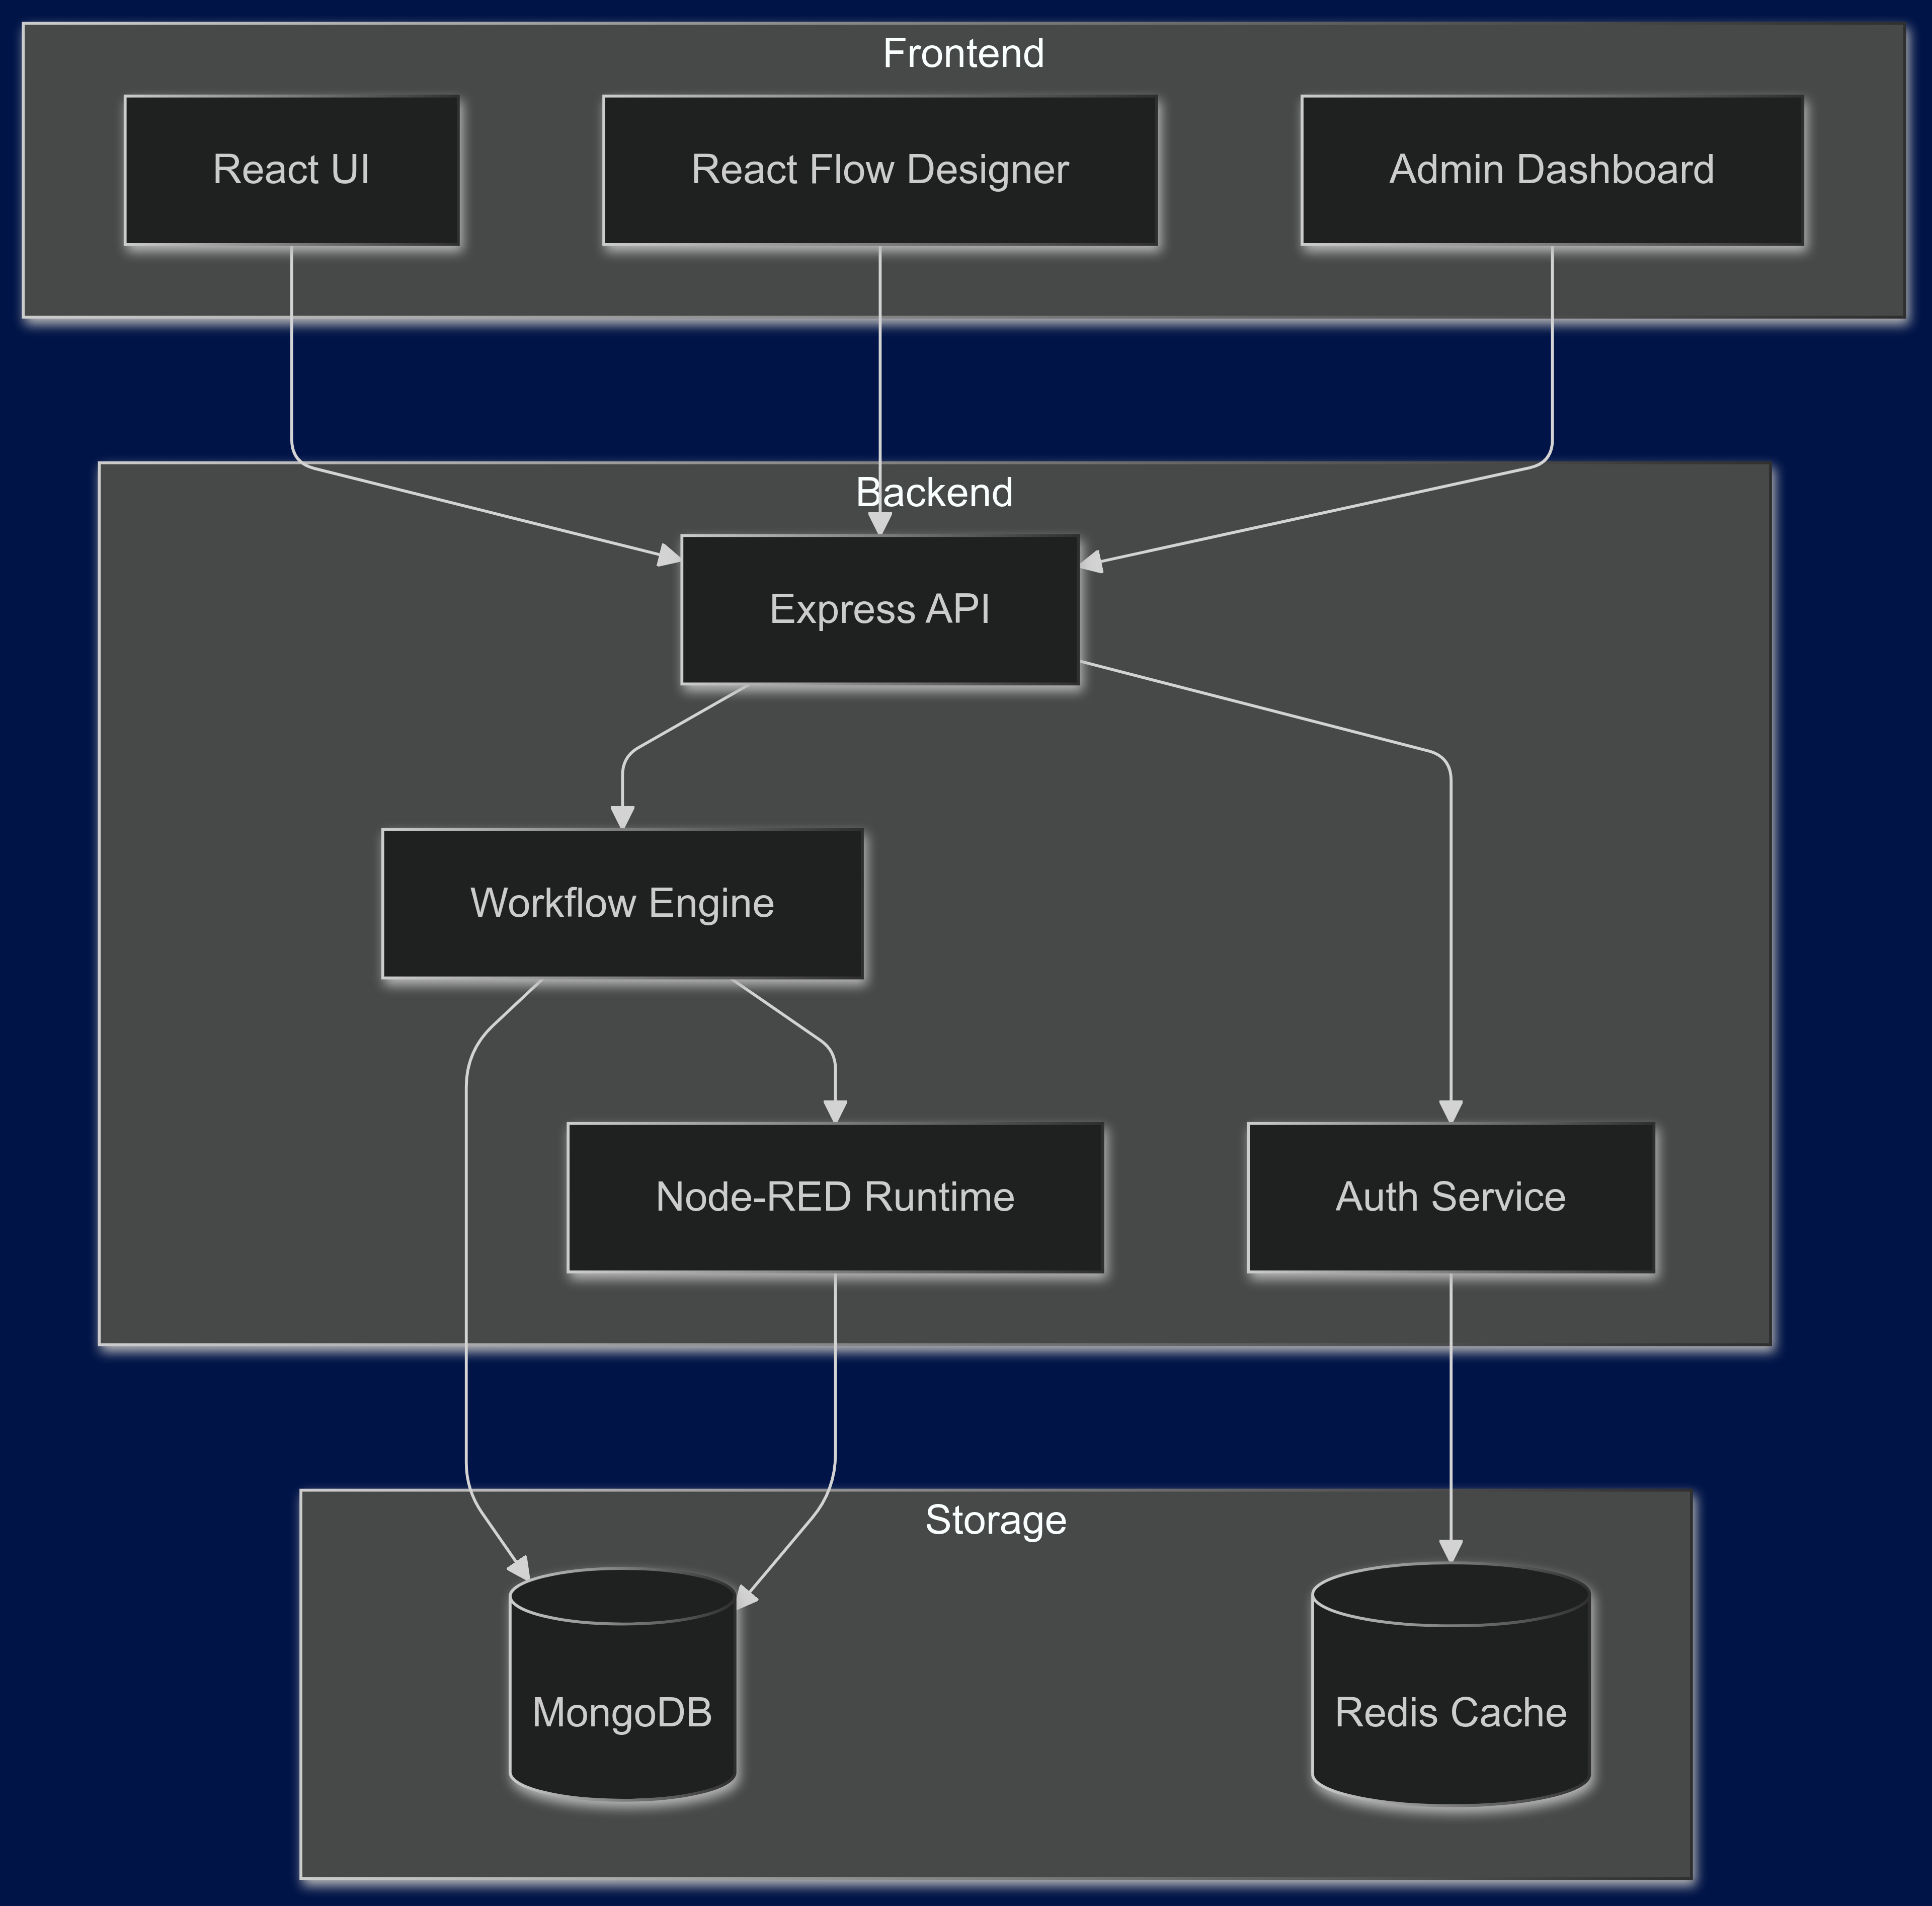 Frontend
React UI
React Flow Designer
Admin Dashboard
Backend
Express API
Workflow Engine
Node-RED Runtime
Auth Service
Storage
MongoDB
Redis Cache